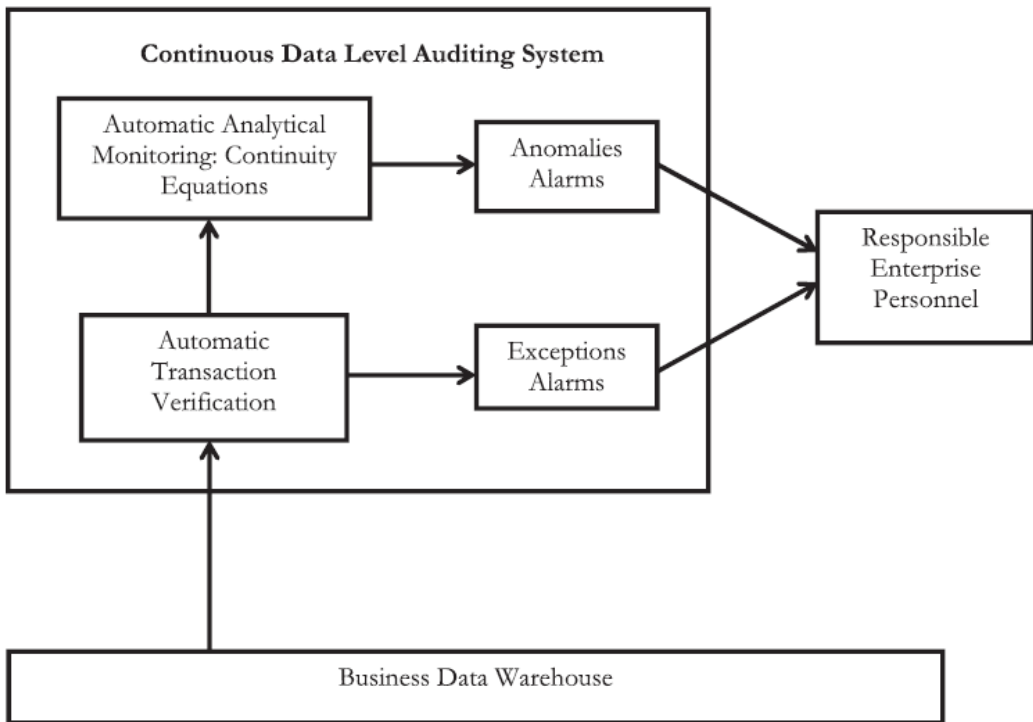 Continuous Data Level Auditing System
Automatic Analytical
Monitoring: Continuity
Equations
Anomalies
Alarms
Responsible
Enterprise
Personnel
Automatic
Transaction
Verification
Exceptions
Alarms
Business Data Warehouse